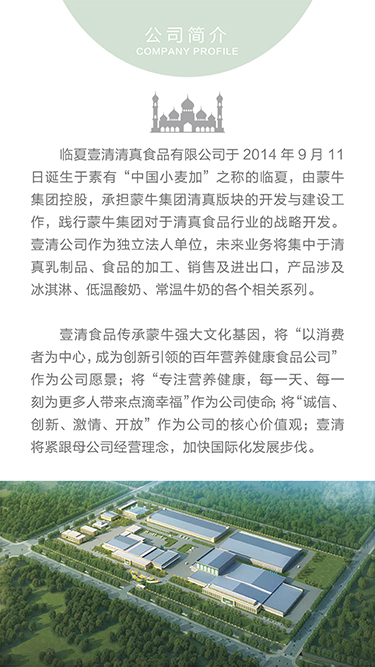 公司简介
COMPANY PROFILE
临夏壹清清真食品有限公司于 2014 年 9 月 11
日诞生于素有“中国小麦加”之称的临夏，由蒙牛
集团控股，承担蒙牛集团清真版块的开发与建设工
作，践行蒙牛集团对于清真食品行业的战略开发。
壹清公司作为独立法人单位，未来业务将集中于清
真乳制品、食品的加工、销售及进出口，产品涉及
冰淇淋、低温酸奶、常温牛奶的各个相关系列。
壹清食品传承蒙牛强大文化基因，将“以消费
者为中心，成为创新引领的百年营养健康食品公司”
作为公司愿景；将“专注营养健康，每一天、每一
刻为更多人带来点滴幸福”作为公司使命；将“诚信、
创新、激情、开放”作为公司的核心价值观；壹清
将紧跟母公司经营理念，加快国际化发展步伐。